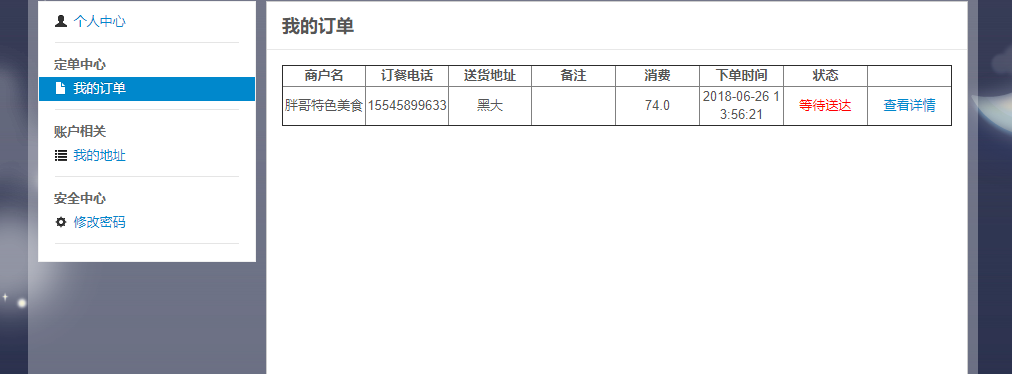 个人中心
定单中心
我的订单
账户相关
我的地址
安全中心
修改密码
我的订单
商户名 订餐电话 送货地址 备注 消费 下单时间 状态
胖哥特色美食 15545899633 黑大 74.0 2018-06-26 1 等待送达 查看详情
3:56:21